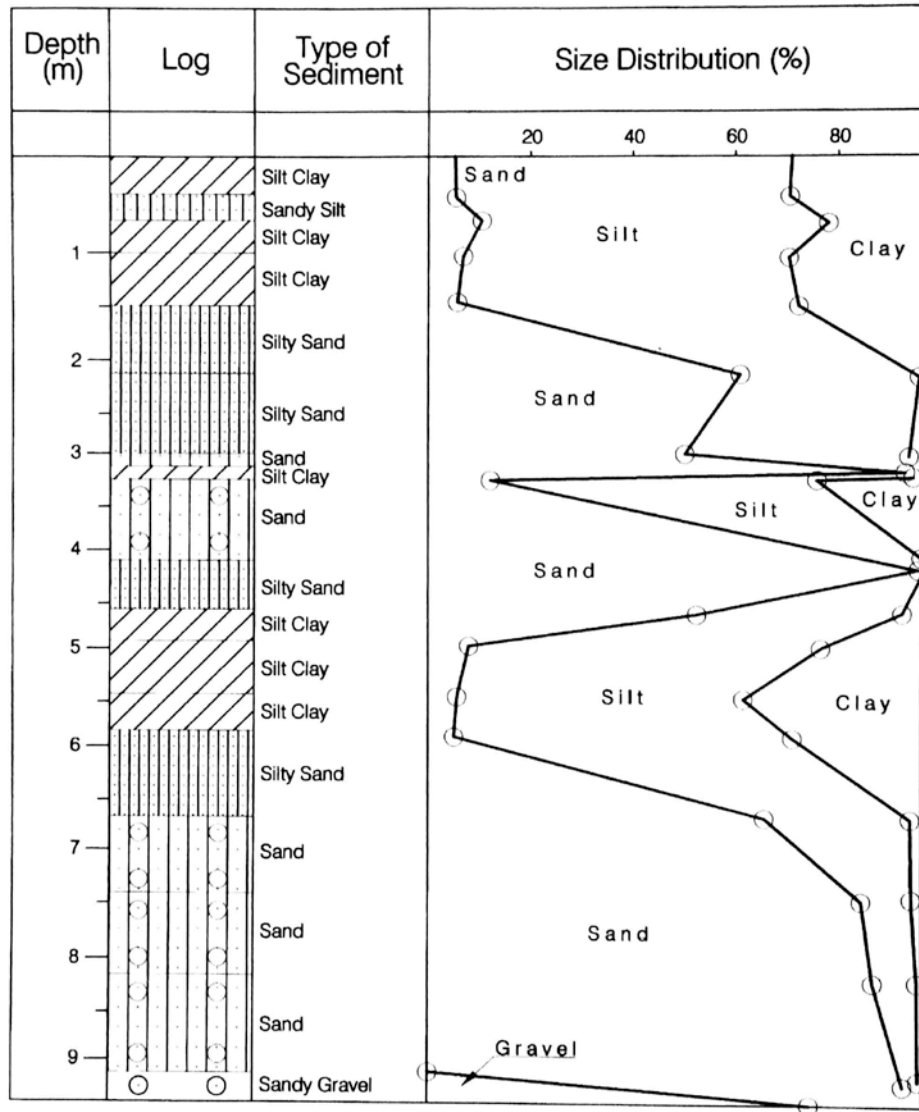 Depth
(m)
Log
Type of
Sediment
Size Distribution (%)
20
40
60
80
Silt Clay
Sandy Silt
Silt Clay
Silt Clay
Silty Sand
Silty Sand
Sand
Silt Clay
Sand
Silty Sand
Silt Clay
Silt Clay
Silt Clay
Silty Sand
Sand
Sand
Sand
Sandy Gravel
1
2
3
4
5
6
7
8
9
Sand
Silt
Clay
Sand
Silt
Clay
Sand
Silt
Clay
Sand
Gravel